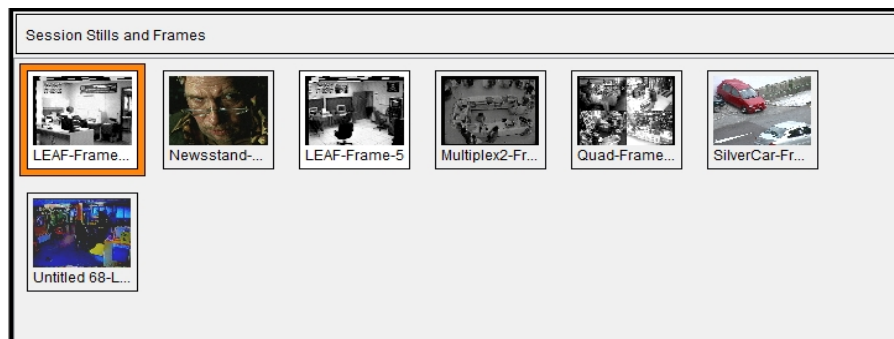 Session Stills and Frames
LEAF-Frame...
Newsstand-...
LEAF-Frame-5
Multiplex2-Fr...
Quad-Frame...
SilverCar-Fr...
Untitled 68-L...